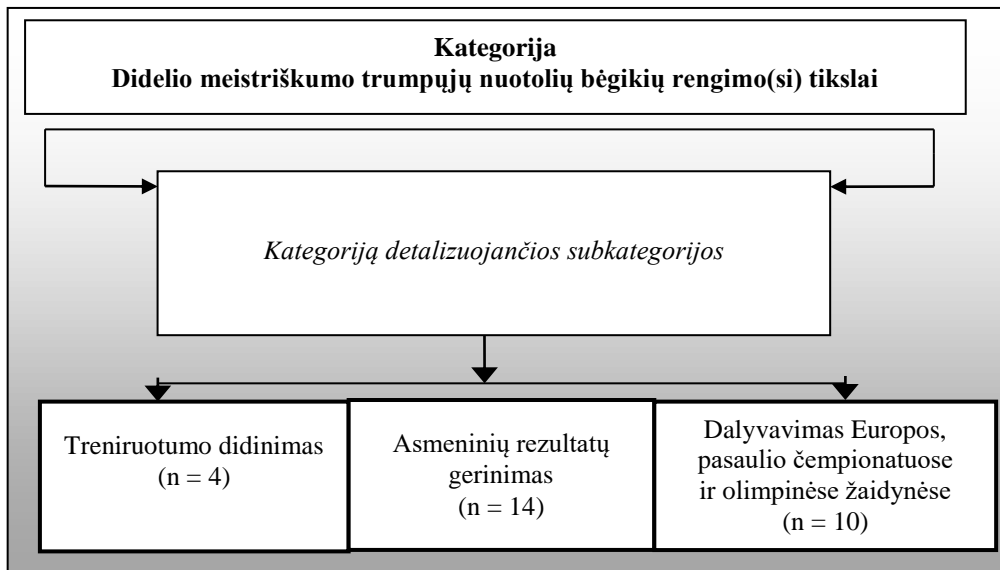 Kategorija
Didelio meistriškumo trumpųjų nuotolių bėgikių rengimo(si) tikslai
Kategoriją detalizuojančios subkategorijos
Treniruotumo didinimas
(n = 4)
Asmeninių rezultatų
gerinimas
(n = 14)
Dalyvavimas Europos,
pasaulio čempionatuose
ir olimpinėse žaidynėse
(n = 10)